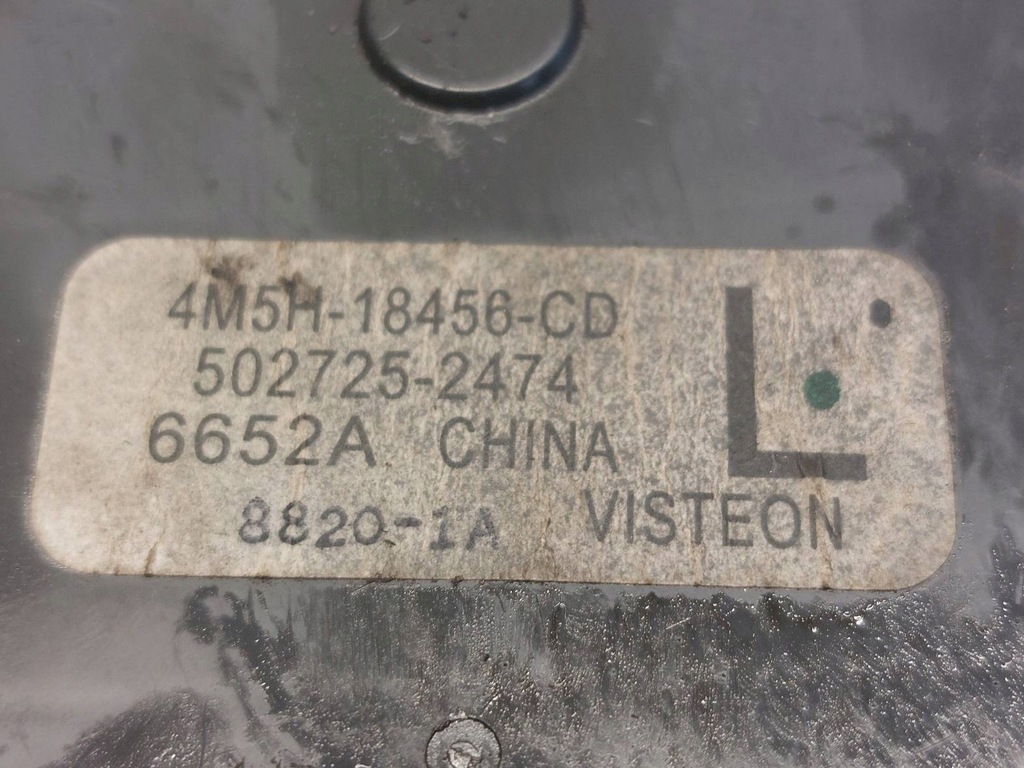 4M5H-18456-CD
502725-2474
6652A CHINA
L
8820-1A VISTEON